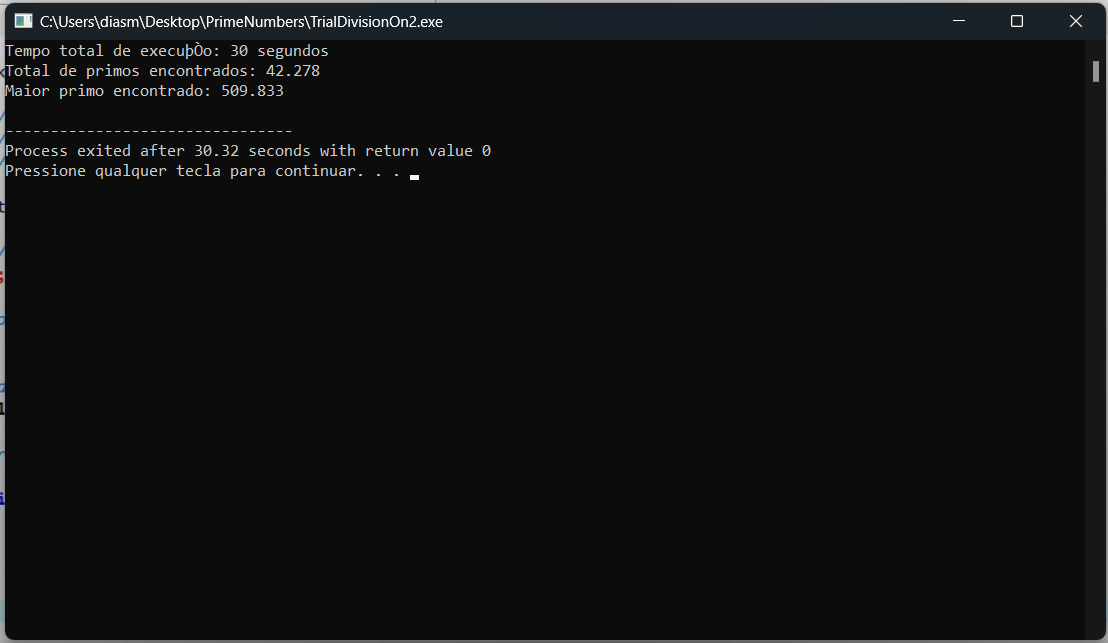 C:\Users\diasm\Desktop\PrimeNumbers\TrialDivisionOn2.exe
Tempo total de execuþÒo: 30 segundos
Total de primos encontrados: 42.278
Maior primo encontrado: 509.833
--------------------------------
Process exited after 30.32 seconds with return value 0
Pressione qualquer tecla para continuar. . .